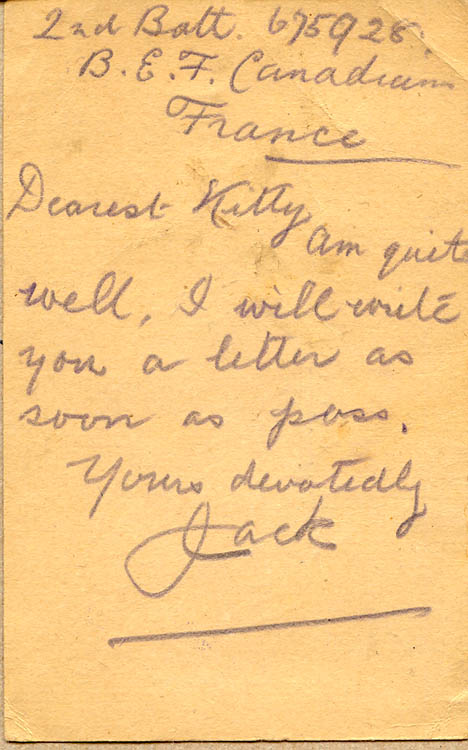 2nd Batt. 675928.
B. E. F. Canadians
France
Dearest Kitty
am quite
well, I will write
you a letter as
soon as poss.
Yours devotedly
Jack